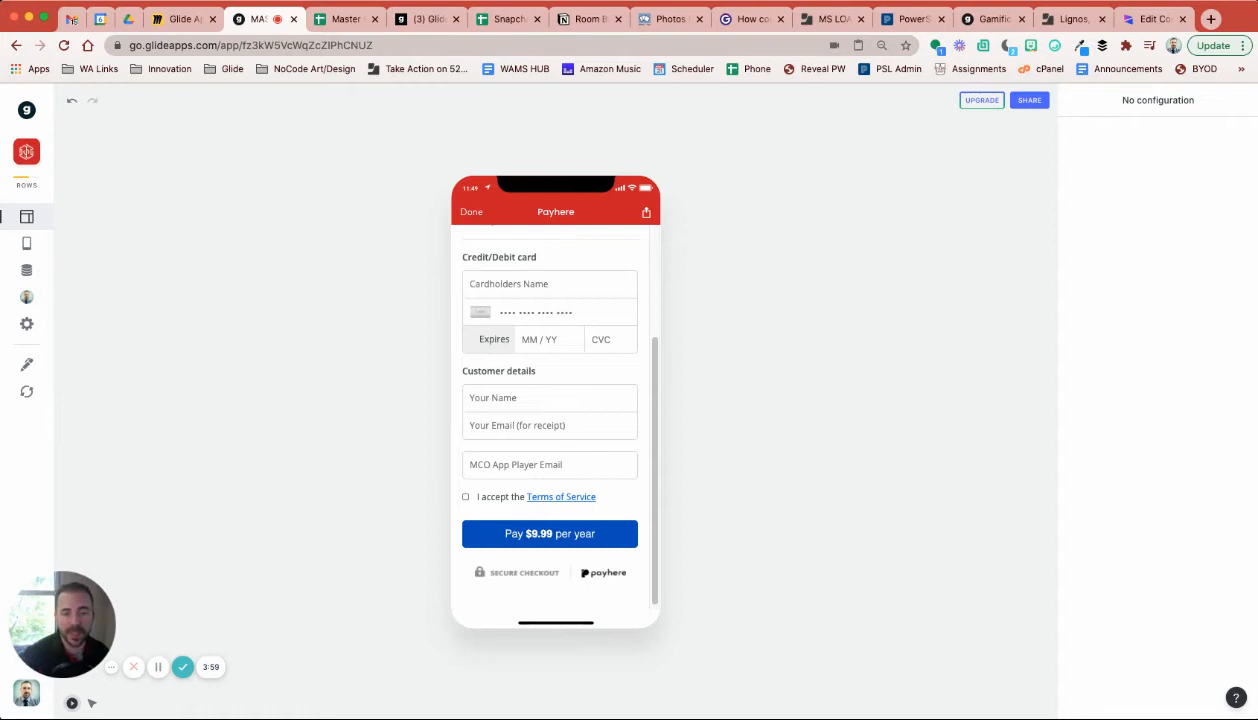 Glide Ap
MAS
Master
(3) Glide
Snapcha
Room B
Photos
How co
MS LOA
PowerS
Gamific
Lignos,
Edit Co
go.glideapps.com/app/fz3kW5VcWqZcZIPhCNUZ
Update
Apps
WA Links
Innovation
Glide
NoCode Art/Design
Take Action on 52...
WAMS HUB
Amazon Music
Scheduler
Phone
Reveal PW
PSL Admin
Assignments
cPanel
Announcements
BYOD
»
UPGRADE
SHARE
No configuration
ROWS
11:49
Done
Payhere
Credit/Debit card
Cardholders Name
•••• •••• •••• ••••
Expires
MM / YY
CVC
Customer details
Your Name
Your Email (for receipt)
MCO App Player Email
I accept the Terms of Service
Pay $9.99 per year
SECURE CHECKOUT
payhere
3:59
?